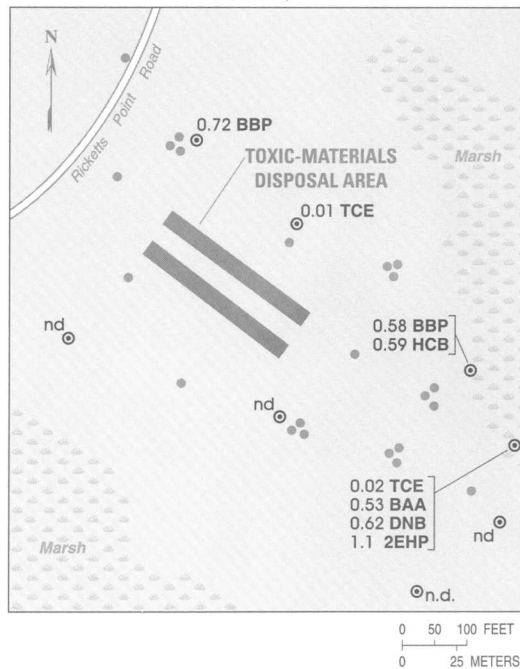 N
Ricketts Point Road
0.72 BBP
TOXIC-MATERIALS
DISPOSAL AREA
Marsh
0.01 TCE
nd
0.58 BBP
0.59 HCB
nd
0.02 TCE
0.53 BAA
0.62 DNB
1.1 2EHP
nd
Marsh
n.d.
0 50 100 FEET
0 25 METERS